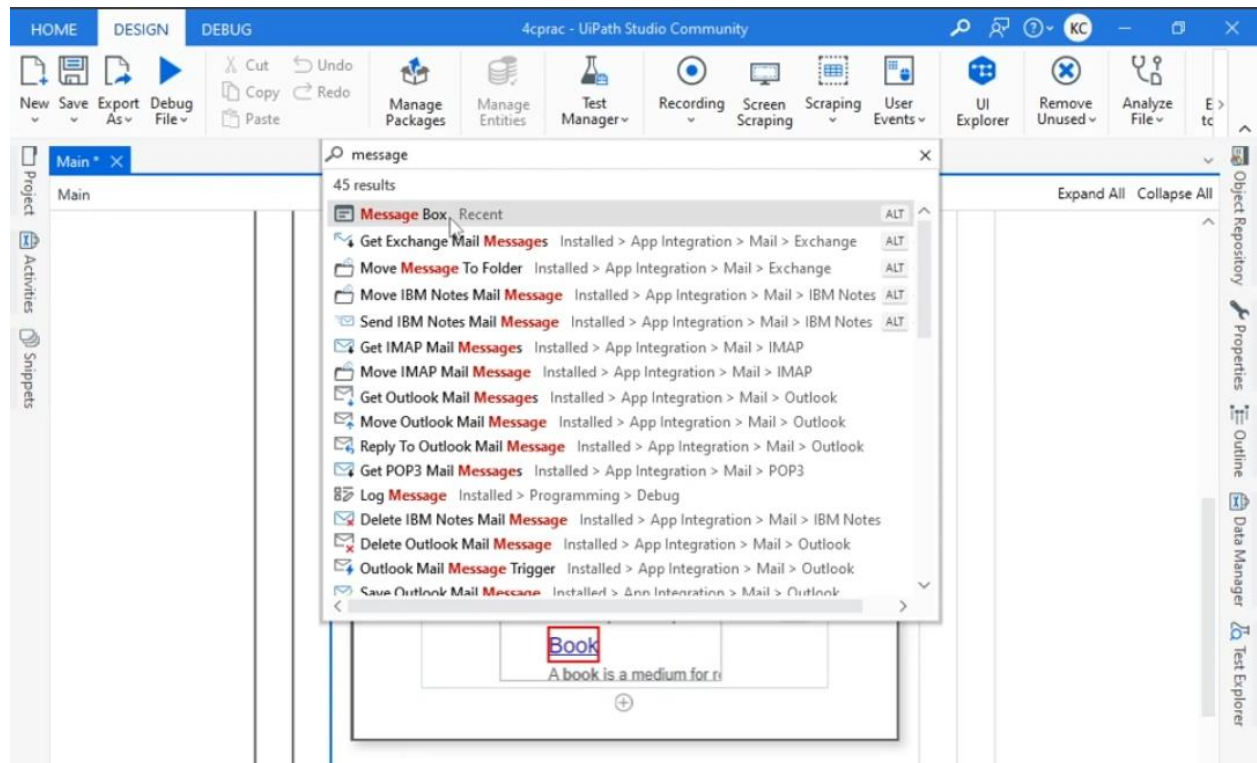 HOME DESIGN DEBUG 4cprac - UiPath Studio Community KC
New Save Export As Debug File Cut Copy Paste Undo Redo Manage Packages Manage Entities Test Manager Recording Screen Scraping Scraping User Events UI Explorer Remove Unused Analyze File
Main *
Main Expand All Collapse All
Project
Activities
Snippets
message
45 results
Message Box Recent ALT
Get Exchange Mail Messages Installed > App Integration > Mail > Exchange ALT
Move Message To Folder Installed > App Integration > Mail > Exchange ALT
Move IBM Notes Mail Message Installed > App Integration > Mail > IBM Notes ALT
Send IBM Notes Mail Message Installed > App Integration > Mail > IBM Notes ALT
Get IMAP Mail Messages Installed > App Integration > Mail > IMAP
Move IMAP Mail Message Installed > App Integration > Mail > IMAP
Get Outlook Mail Messages Installed > App Integration > Mail > Outlook
Move Outlook Mail Message Installed > App Integration > Mail > Outlook
Reply To Outlook Mail Message Installed > App Integration > Mail > Outlook
Get POP3 Mail Messages Installed > App Integration > Mail > POP3
Log Message Installed > Programming > Debug
Delete IBM Notes Mail Message Installed > App Integration > Mail > IBM Notes
Delete Outlook Mail Message Installed > App Integration > Mail > Outlook
Outlook Mail Message Trigger Installed > App Integration > Mail > Outlook
Save Outlook Mail Message Installed > App Integration > Mail > Outlook
Book
A book is a medium for
Object Repository
Properties
Outline
Data Manager
Test Explorer